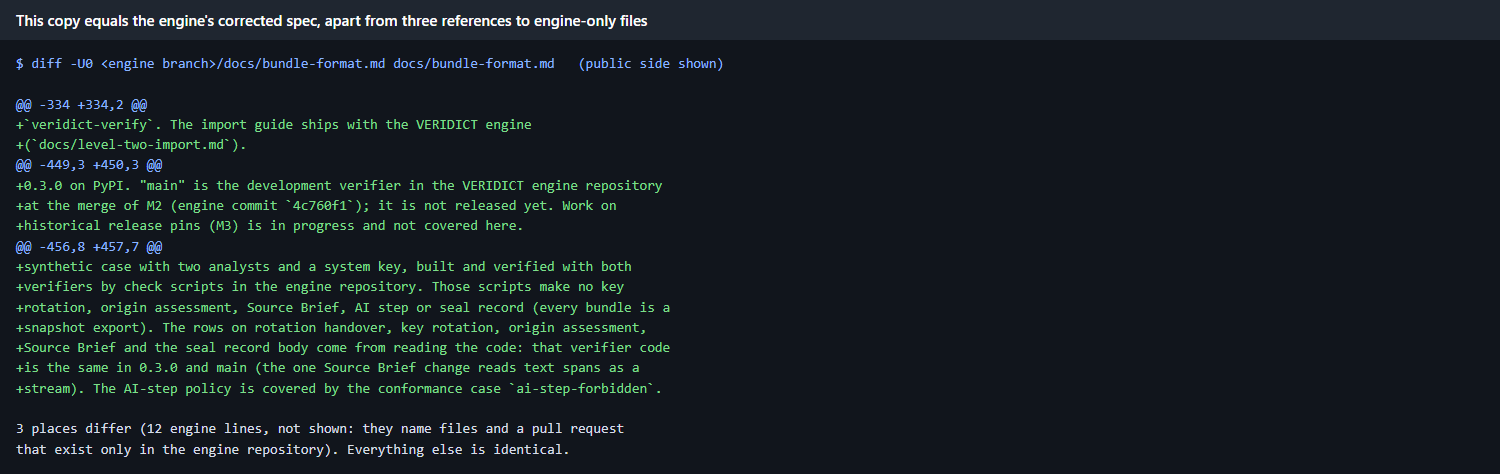 This copy equals the engine's corrected spec, apart from three references to engine-only files
$ diff -U0 <engine branch>/docs/bundle-format.md docs/bundle-format.md   (public side shown)
@@ -334 +334,2 @@
+`veridict-verify`. The import guide ships with the VERIDICT engine
+(`docs/level-two-import.md`).
@@ -449,3 +450,3 @@
+0.3.0 on PyPI. "main" is the development verifier in the VERIDICT engine repository
+at the merge of M2 (engine commit `4c760f1`); it is not released yet. Work on
+historical release pins (M3) is in progress and not covered here.
@@ -456,8 +457,7 @@
+synthetic case with two analysts and a system key, built and verified with both
+verifiers by check scripts in the engine repository. Those scripts make no key
+rotation, origin assessment, Source Brief, AI step or seal record (every bundle is a
+snapshot export). The rows on rotation handover, key rotation, origin assessment,
+Source Brief and the seal record body come from reading the code: that verifier code
+is the same in 0.3.0 and main (the one Source Brief change reads text spans as a
+stream). The AI-step policy is covered by the conformance case `ai-step-forbidden`.
3 places differ (12 engine lines, not shown: they name files and a pull request
that exist only in the engine repository). Everything else is identical.